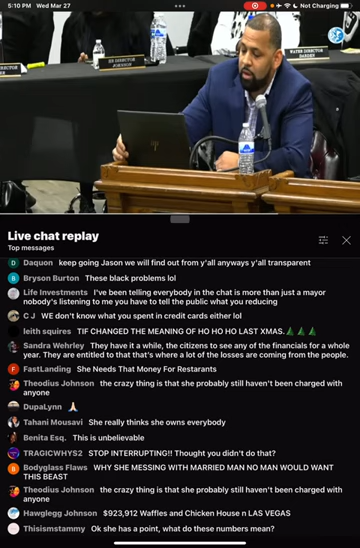 5:10 PM Wed Mar 27
Not Charging
HR DIRECTOR
JOHNSON
WATER DIRECTOR
Live chat replay
Top messages
Daquon keep going Jason we will find out from y'all anyways y'all transparent
B Bryson Burton These black problems lol
Life Investments I've been telling everybody in the chat is more than just a mayor
nobody's listening to me you have to tell the public what you reducing
C J WE don't know what you spent in credit cards either lol
leith squires TIF CHANGED THE MEANING OF HO HO HO LAST XMAS.🎄🎄🎄
Sandra Wehrley They have it a while, the citizens to see any of the financials for a whole
year. They are entitled to that that's where a lot of the losses are coming from the people.
F FastLanding She Needs That Money For Restarants
Theodius Johnson the crazy thing is that she probably still haven't been charged with
anyone
DupaLynn 🙏🏻
Tahani Mousavi She really thinks she owns everybody
Benita Esq. This is unbelievable
TRAGICWHYS2 STOP INTERRUPTING!! Thought you didn't do that?
B Bodyglass Flaws WHY SHE MESSING WITH MARRIED MAN NO MAN WOULD WANT
THIS BEAST
Theodius Johnson the crazy thing is that she probably still haven't been charged with
anyone
Hawglegg Johnson $923,912 Waffles and Chicken House n LAS VEGAS
Thisismstammy Ok she has a point, what do these numbers mean?